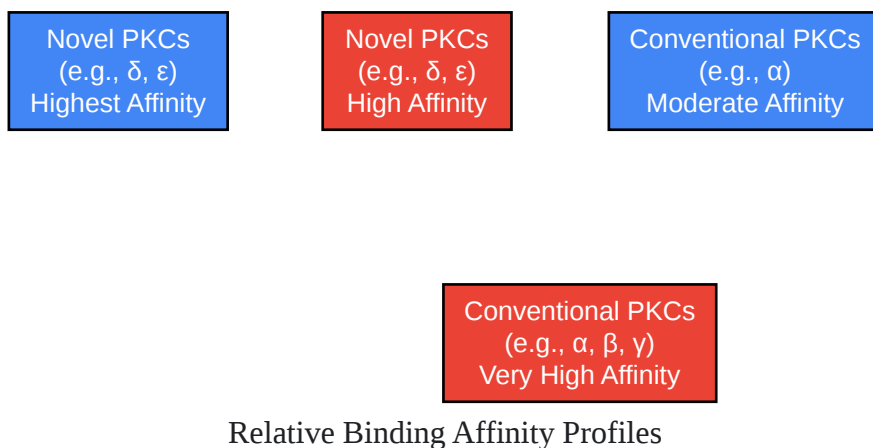 Novel PKCs
(e.g., δ, ε)
Highest Affinity
Novel PKCs
(e.g., δ, ε)
High Affinity
Conventional PKCs
(e.g., α)
Moderate Affinity
Conventional PKCs
(e.g., α, β, γ)
Very High Affinity
Relative Binding Affinity Profiles